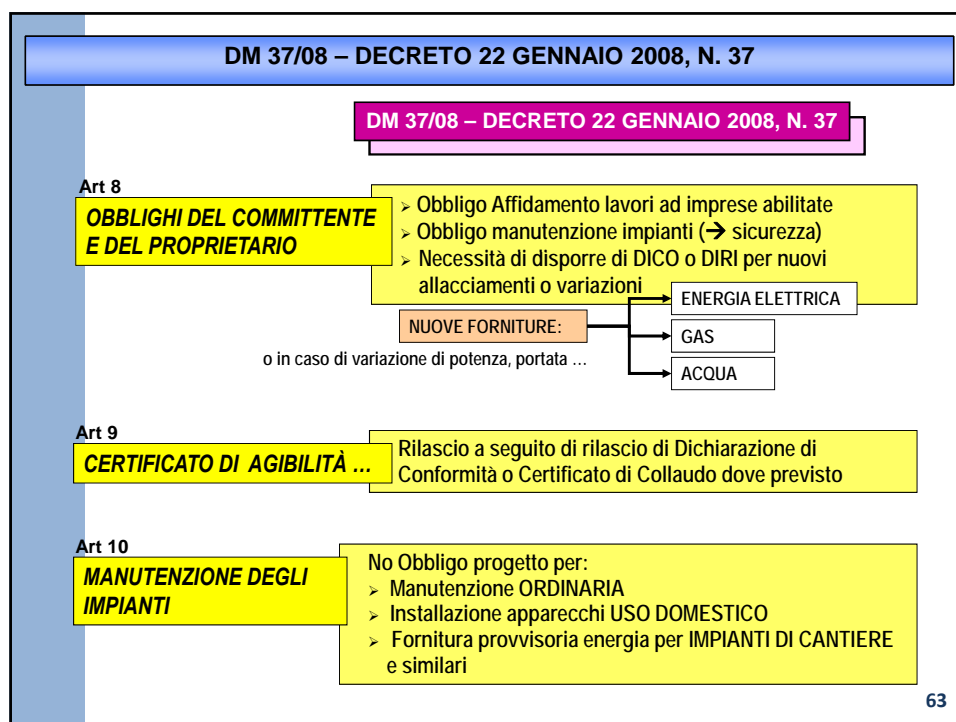 DM 37/08 – DECRETO 22 GENNAIO 2008, N. 37
DM 37/08 – DECRETO 22 GENNAIO 2008, N. 37
Art 8
OBBLIGHI DEL COMMITTENTE
E DEL PROPRIETARIO
➢ Obbligo Affidamento lavori ad imprese abilitate
➢ Obbligo manutenzione impianti (➔ sicurezza)
➢ Necessità di disporre di DICO o DIRI per nuovi
allacciamenti o variazioni
NUOVE FORNITURE:
o in caso di variazione di potenza, portata …
ENERGIA ELETTRICA
GAS
ACQUA
Art 9
CERTIFICATO DI AGIBILITÀ …
Rilascio a seguito di rilascio di Dichiarazione di
Conformità o Certificato di Collaudo dove previsto
Art 10
MANUTENZIONE DEGLI
IMPIANTI
No Obbligo progetto per:
➢ Manutenzione ORDINARIA
➢ Installazione apparecchi USO DOMESTICO
➢ Fornitura provvisoria energia per IMPIANTI DI CANTIERE
e similari
63